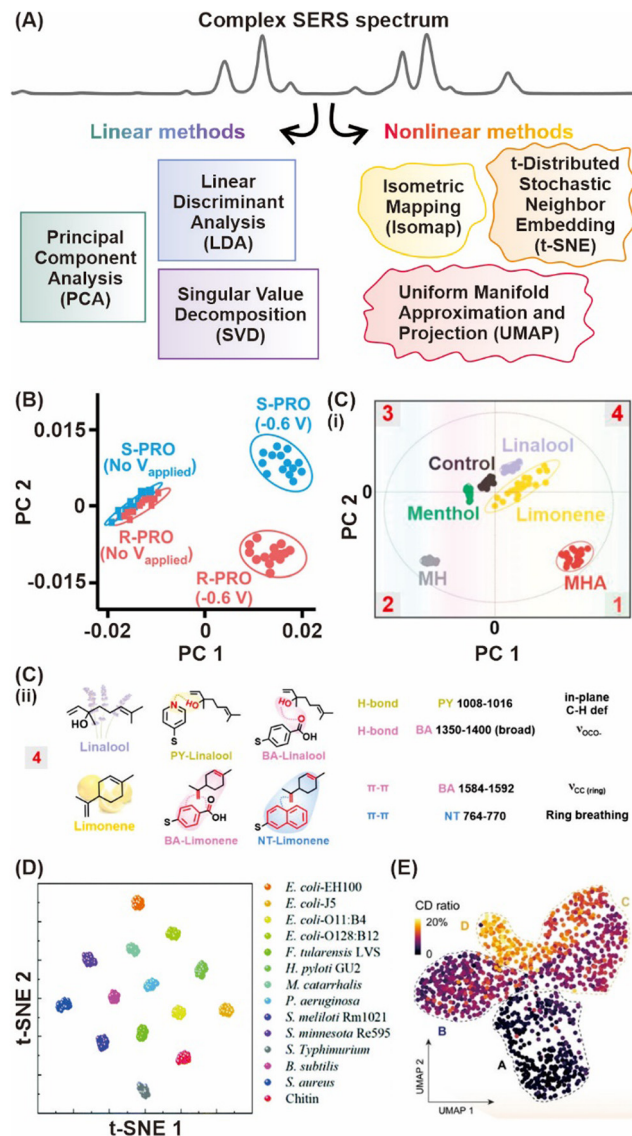 (A)
Complex SERS spectrum
Linear methods
Nonlinear methods
Principal
Component
Analysis
(PCA)
Linear
Discriminant
Analysis
(LDA)
Singular Value
Decomposition
(SVD)
Isometric
Mapping
(Isomap)
t-Distributed
Stochastic
Neighbor
Embedding
(t-SNE)
Uniform Manifold
Approximation and
Projection (UMAP)
(B)
0.015
0
-0.015
PC 2
S-PRO
(-0.6 V)
S-PRO
(No Vapplied)
R-PRO
(No Vapplied)
R-PRO
(-0.6 V)
-0.02
0
0.02
PC 1
(C)
(i)
3
4
Linalool
Control
0
Menthol
Limonene
PC 2
MH
MHA
2
1
0
PC 1
(C)
(ii)
4
HO
Linalool
N
HO
S
PY-Linalool
HO
O
OH
S
BA-Linalool
Limonene
O
OH
S
BA-Limonene
S
NT-Limonene
H-bond PY 1008-1016 in-plane
C-H def
H-bond BA 1350-1400 (broad) νOCO-
π-π BA 1584-1592 νCC (ring)
π-π NT 764-770 Ring breathing
(D)
t-SNE 2
t-SNE 1
E. coli-EH100
E. coli-J5
E. coli-O11:B4
E. coli-O128:B12
F. tularensis LVS
H. pyloti GU2
M. catarrhalis
P. aeruginosa
S. meliloti Rm1021
S. minnesota Re595
S. Typhimurium
B. subtilis
S. aureus
Chitin
(E)
CD ratio
20%
0
D
C
B
A
UMAP 2
UMAP 1